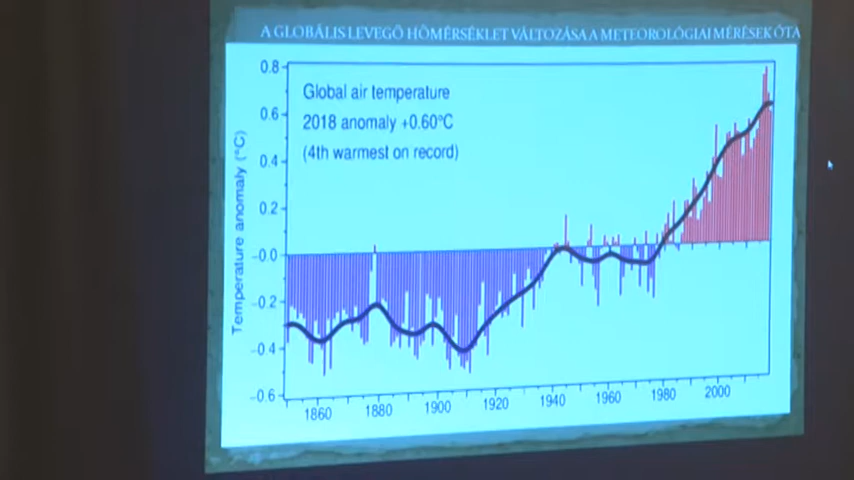 A GLOBÁLIS LEVEGŐ HŐMÉRSÉKLET VÁLTOZÁSA A METEOROLÓGIAI MÉRÉSEK ÓTA
Global air temperature
2018 anomaly +0.60°C
(4th warmest on record)
Temperature anomaly (°C)
0.8
0.6
0.4
0.2
-0.0
-0.2
-0.4
-0.6
1860 1880 1900 1920 1940 1960 1980 2000